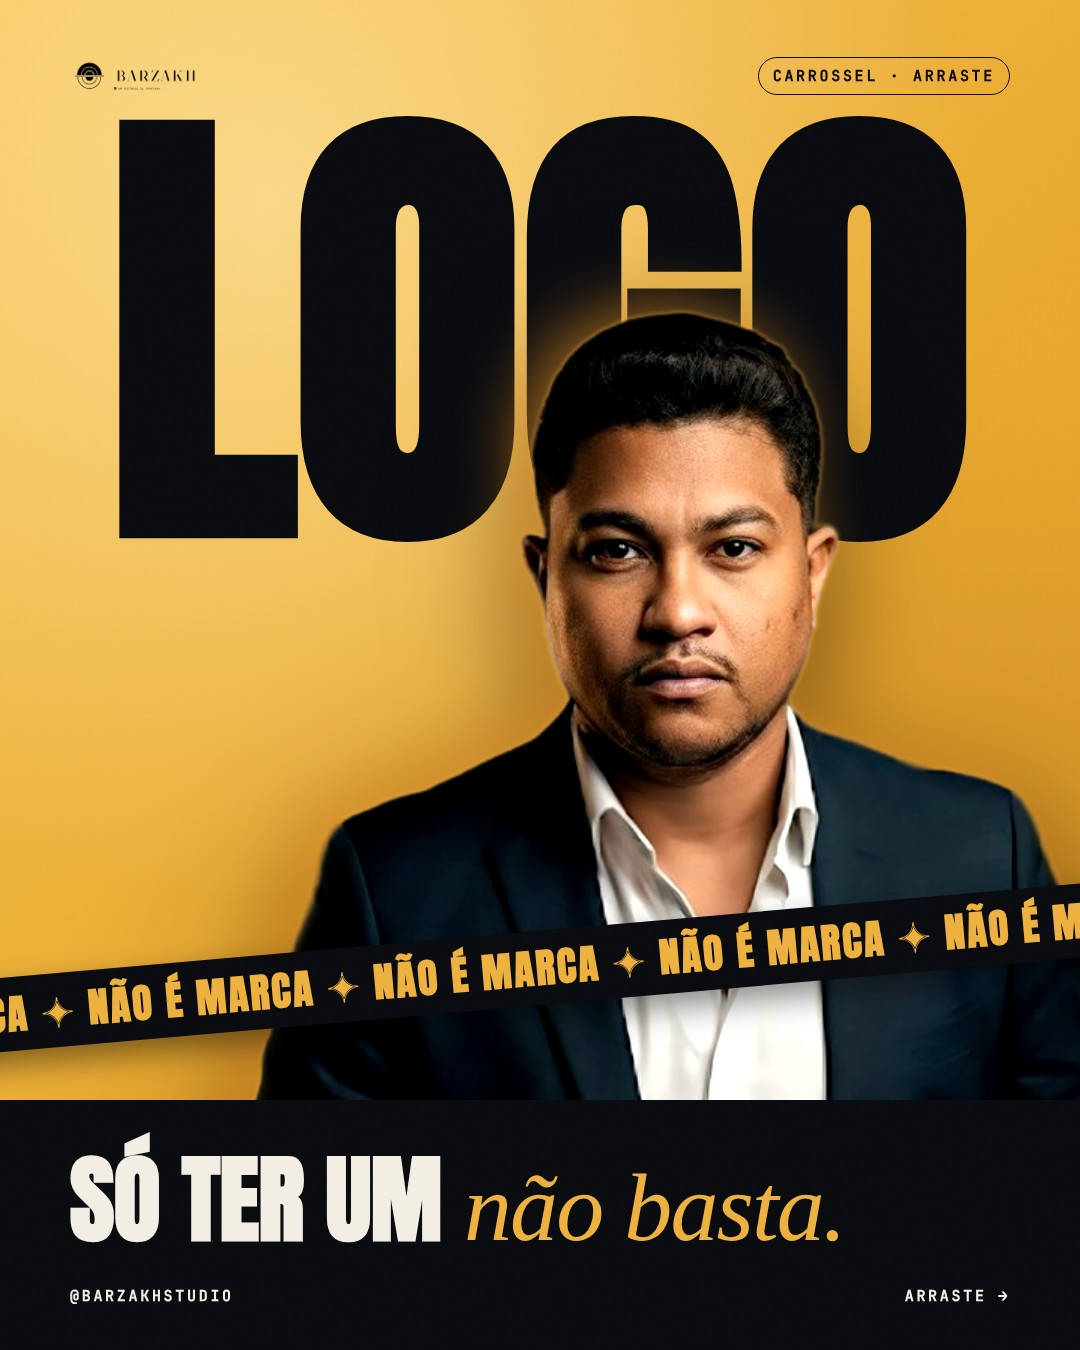 BARZAKH
CARROSSEL · ARRASTE
LOGO
CA ✦ NÃO É MARCA ✦ NÃO É MARCA ✦ NÃO É MARCA ✦ NÃO É M
SÓ TER UM não basta.
@BARZAKHSTUDIO
ARRASTE →